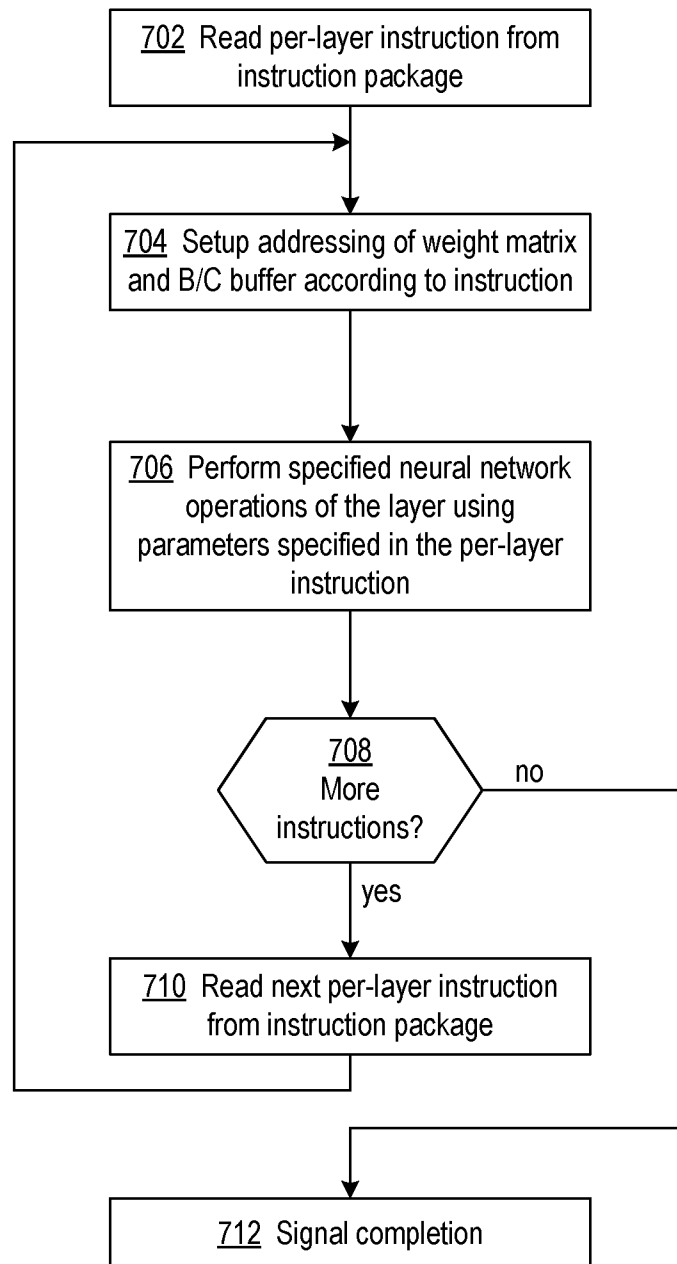 702 Read per-layer instruction from
instruction package
704 Setup addressing of weight matrix
and B/C buffer according to instruction
706 Perform specified neural network
operations of the layer using
parameters specified in the per-layer
instruction
708
More
instructions?
no
yes
710 Read next per-layer instruction
from instruction package
712 Signal completion